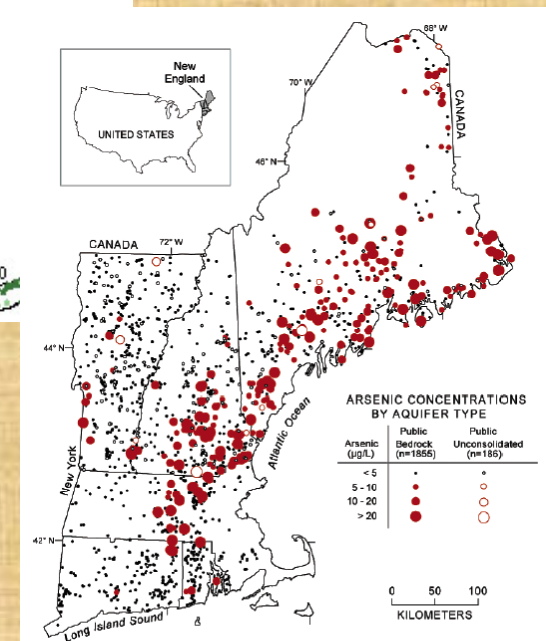 68° W
New
England
70° W
CANADA
UNITED STATES
46° N
0
CANADA
72° W
44° N
ARSENIC CONCENTRATIONS
BY AQUIFER TYPE
Public Public
Arsenic Bedrock Unconsolidated
(µg/L) (n=1855) (n=186)
< 5
5 - 10
10 - 20
> 20
Atlantic Ocean
New York
42° N
0 50 100
KILOMETERS
Long Island Sound